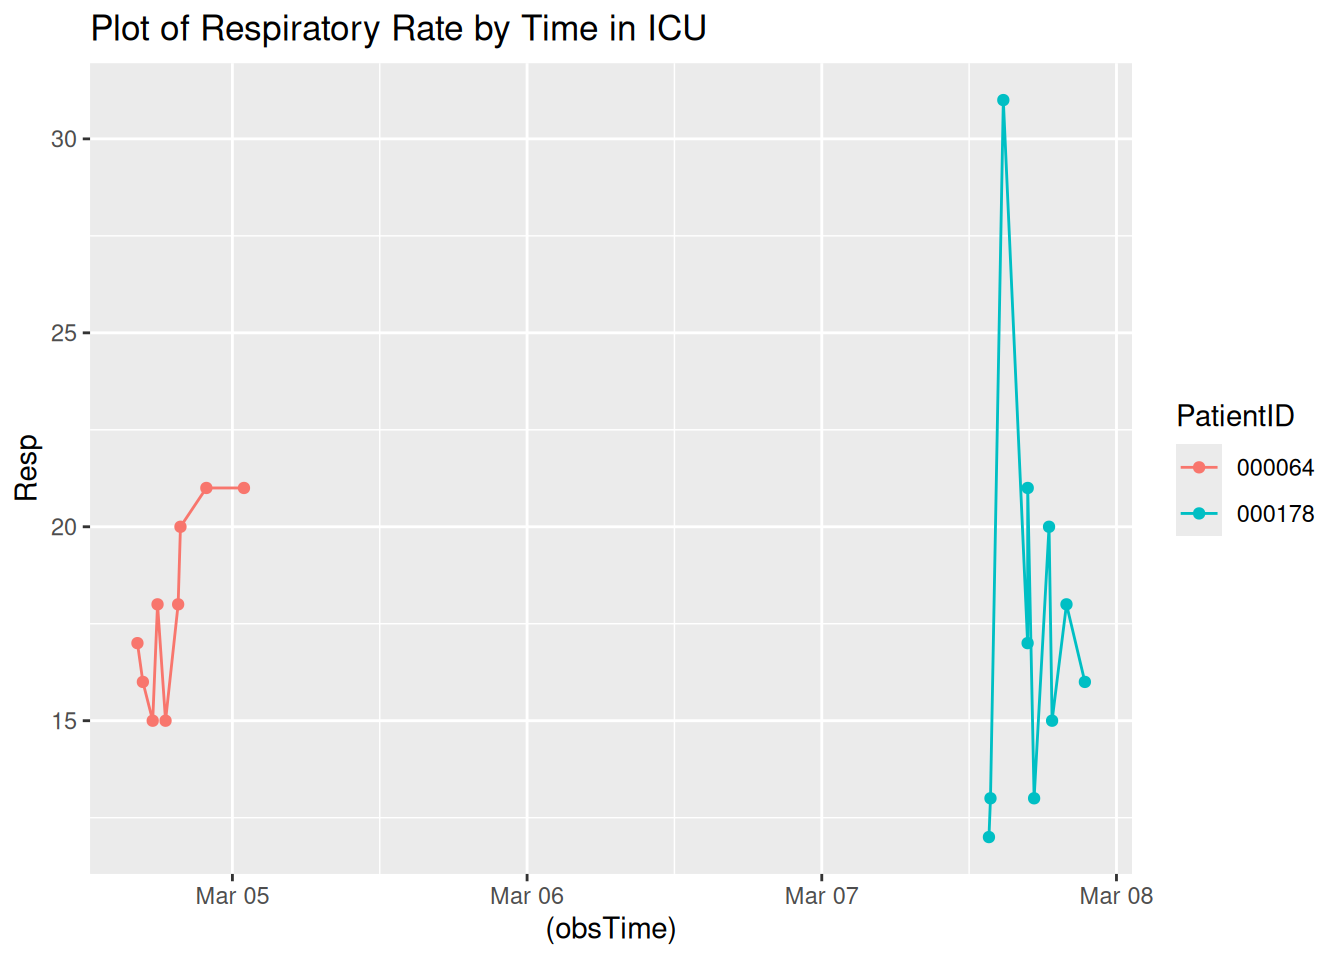 Plot of Respiratory Rate by Time in ICU
30
25
20
15
Resp
Mar 05
Mar 06
Mar 07
Mar 08
(obsTime)
PatientID
000064
000178